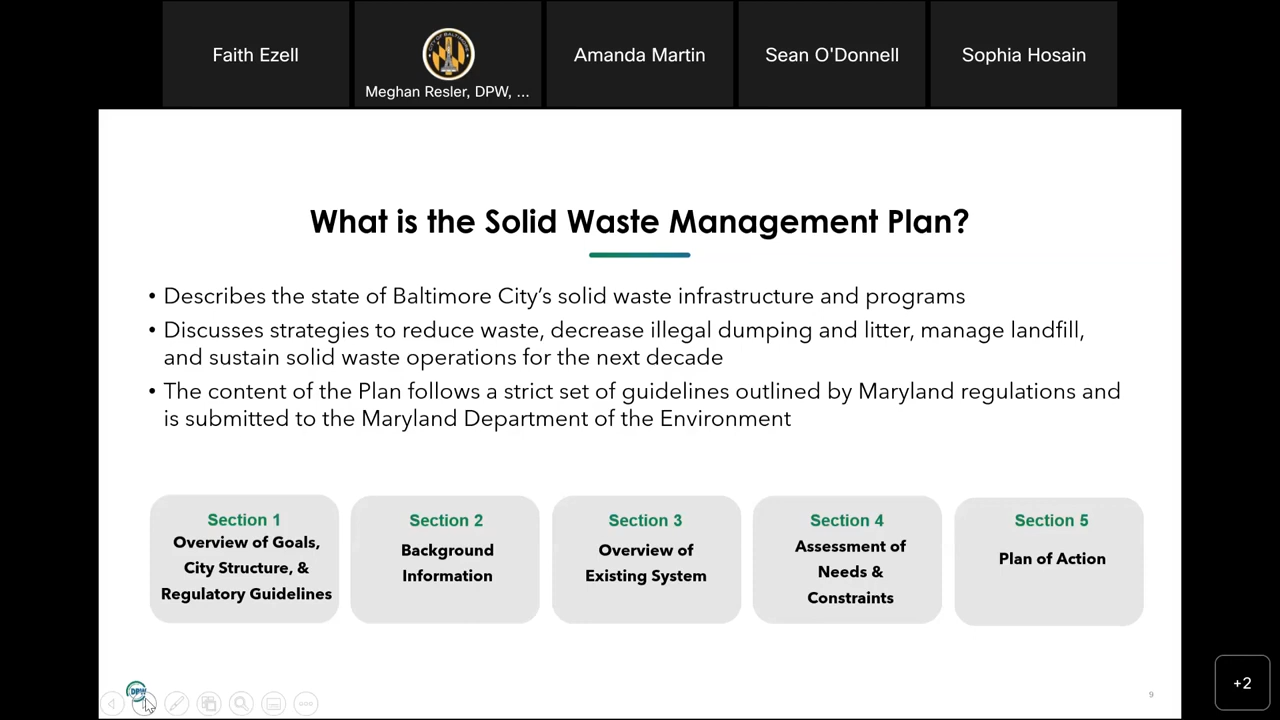 Faith Ezell
Meghan Resler, DPW, ...
Amanda Martin
Sean O'Donnell
Sophia Hosain
What is the Solid Waste Management Plan?
• Describes the state of Baltimore City’s solid waste infrastructure and programs
• Discusses strategies to reduce waste, decrease illegal dumping and litter, manage landfill,
and sustain solid waste operations for the next decade
• The content of the Plan follows a strict set of guidelines outlined by Maryland regulations and
is submitted to the Maryland Department of the Environment
Section 1
Overview of Goals,
City Structure, &
Regulatory Guidelines
Section 2
Background
Information
Section 3
Overview of
Existing System
Section 4
Assessment of
Needs &
Constraints
Section 5
Plan of Action
DPW
9
+2